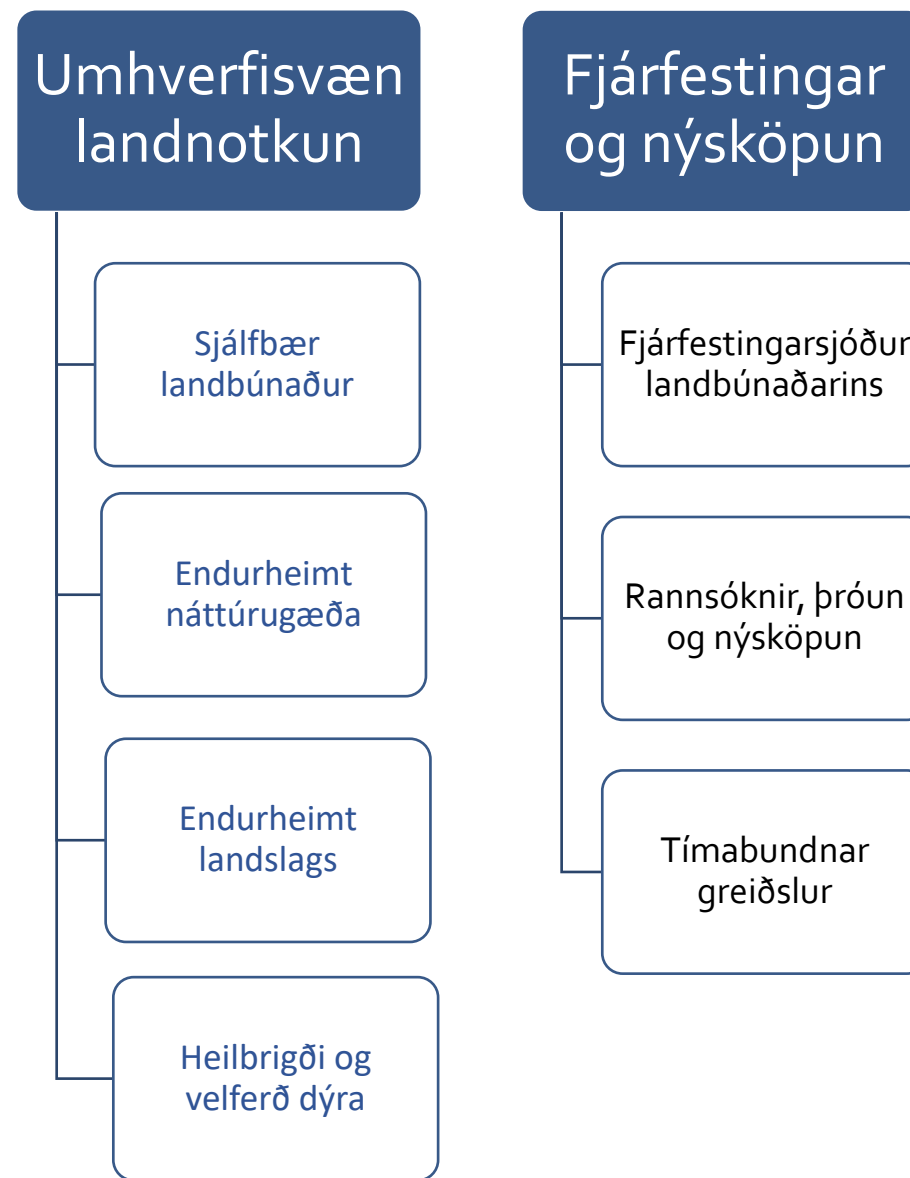 Umhverfisvæn
landnotkun
Sjálfbær
landbúnaður
Endurheimt
náttúrugæða
Endurheimt
landslags
Heilbrigði og
velferð dýra
Fjárfestingar
og nýsköpun
Fjárfestingarsjóður
landbúnaðarins
Rannsóknir, þróun
og nýsköpun
Tímabundnar
greiðslur